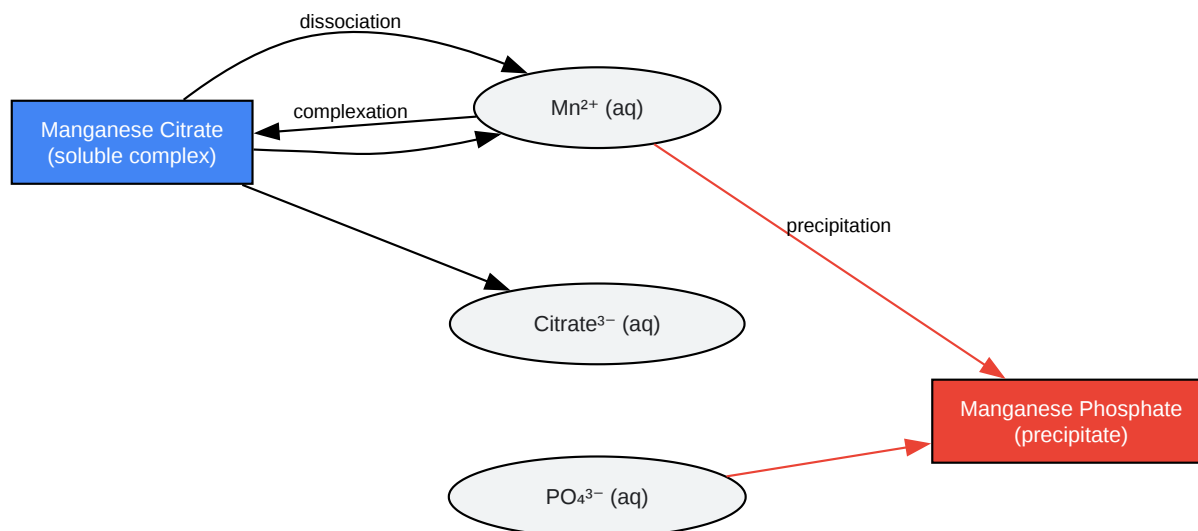 dissociation
Mn²⁺ (aq)
complexation
Manganese Citrate
(soluble complex)
precipitation
Citrate³⁻ (aq)
Manganese Phosphate
(precipitate)
PO₄³⁻ (aq)